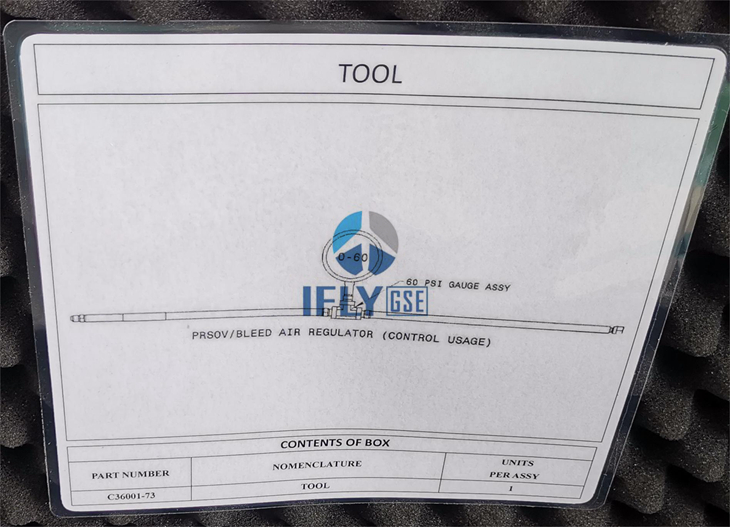 TOOL
0-60
60 PSI GAUGE ASSY
IFLY GSE
PRSOV/BLEED AIR REGULATOR (CONTROL USAGE)
CONTENTS OF BOX
PART NUMBER NOMENCLATURE UNITS PER ASSY
C36001-73 TOOL 1